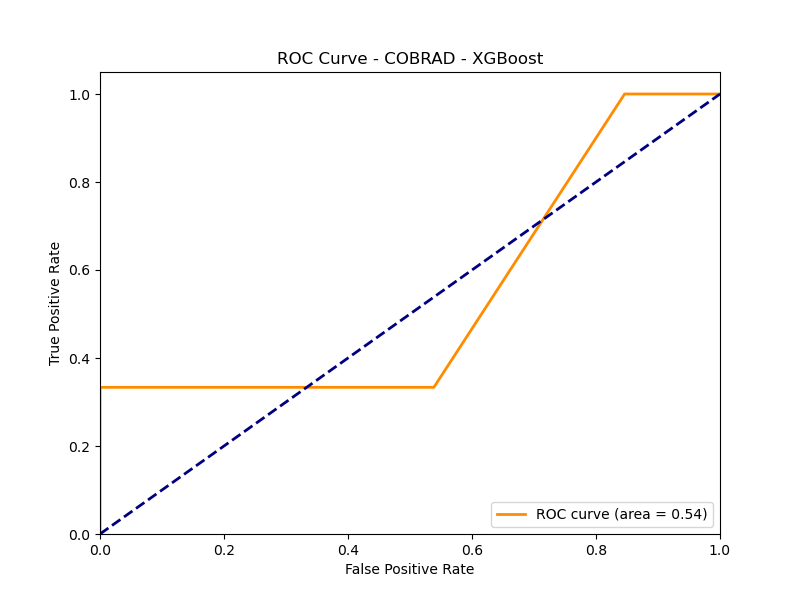 ROC Curve - COBRAD - XGBoost
True Positive Rate
1.0
0.8
0.6
0.4
0.2
0.0
0.0 0.2 0.4 0.6 0.8 1.0
False Positive Rate
ROC curve (area = 0.54)